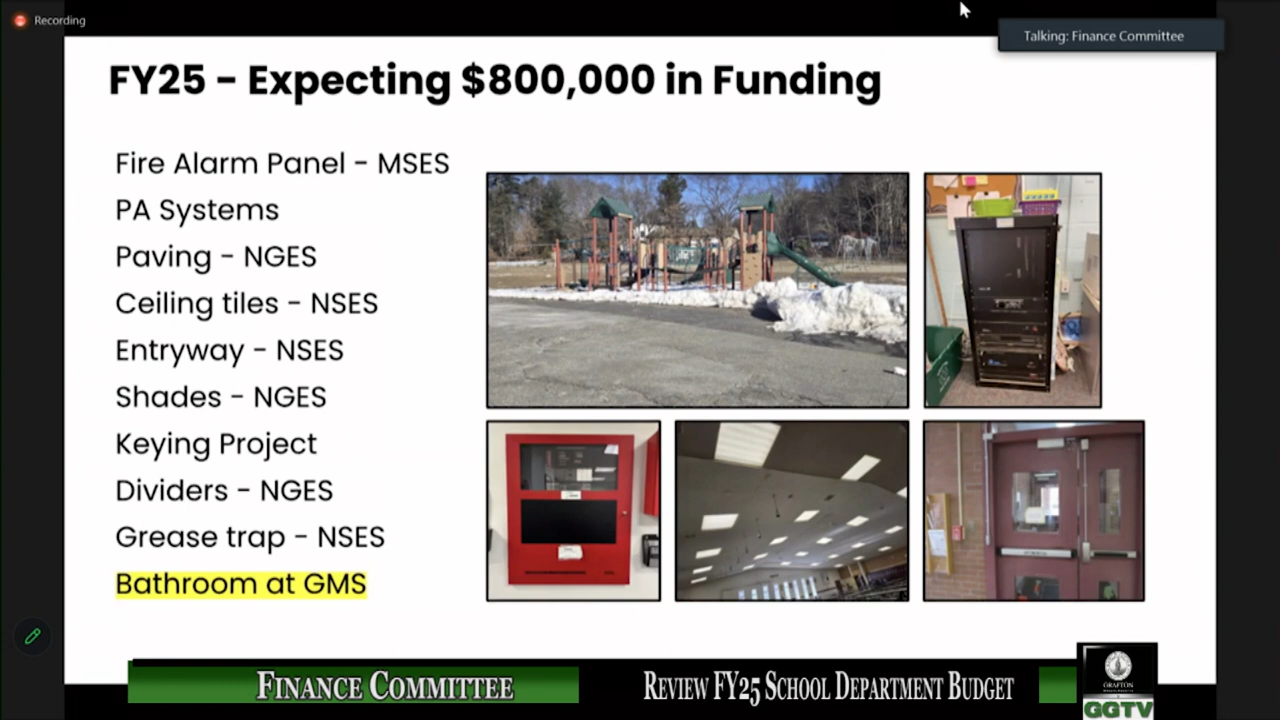 Recording
Talking: Finance Committee
FY25 - Expecting $800,000 in Funding
Fire Alarm Panel - MSES
PA Systems
Paving - NGES
Ceiling tiles - NSES
Entryway - NSES
Shades - NGES
Keying Project
Dividers - NGES
Grease trap - NSES
Bathroom at GMS
FINANCE COMMITTEE
REVIEW FY25 SCHOOL DEPARTMENT BUDGET
GRAFTON
GGTV